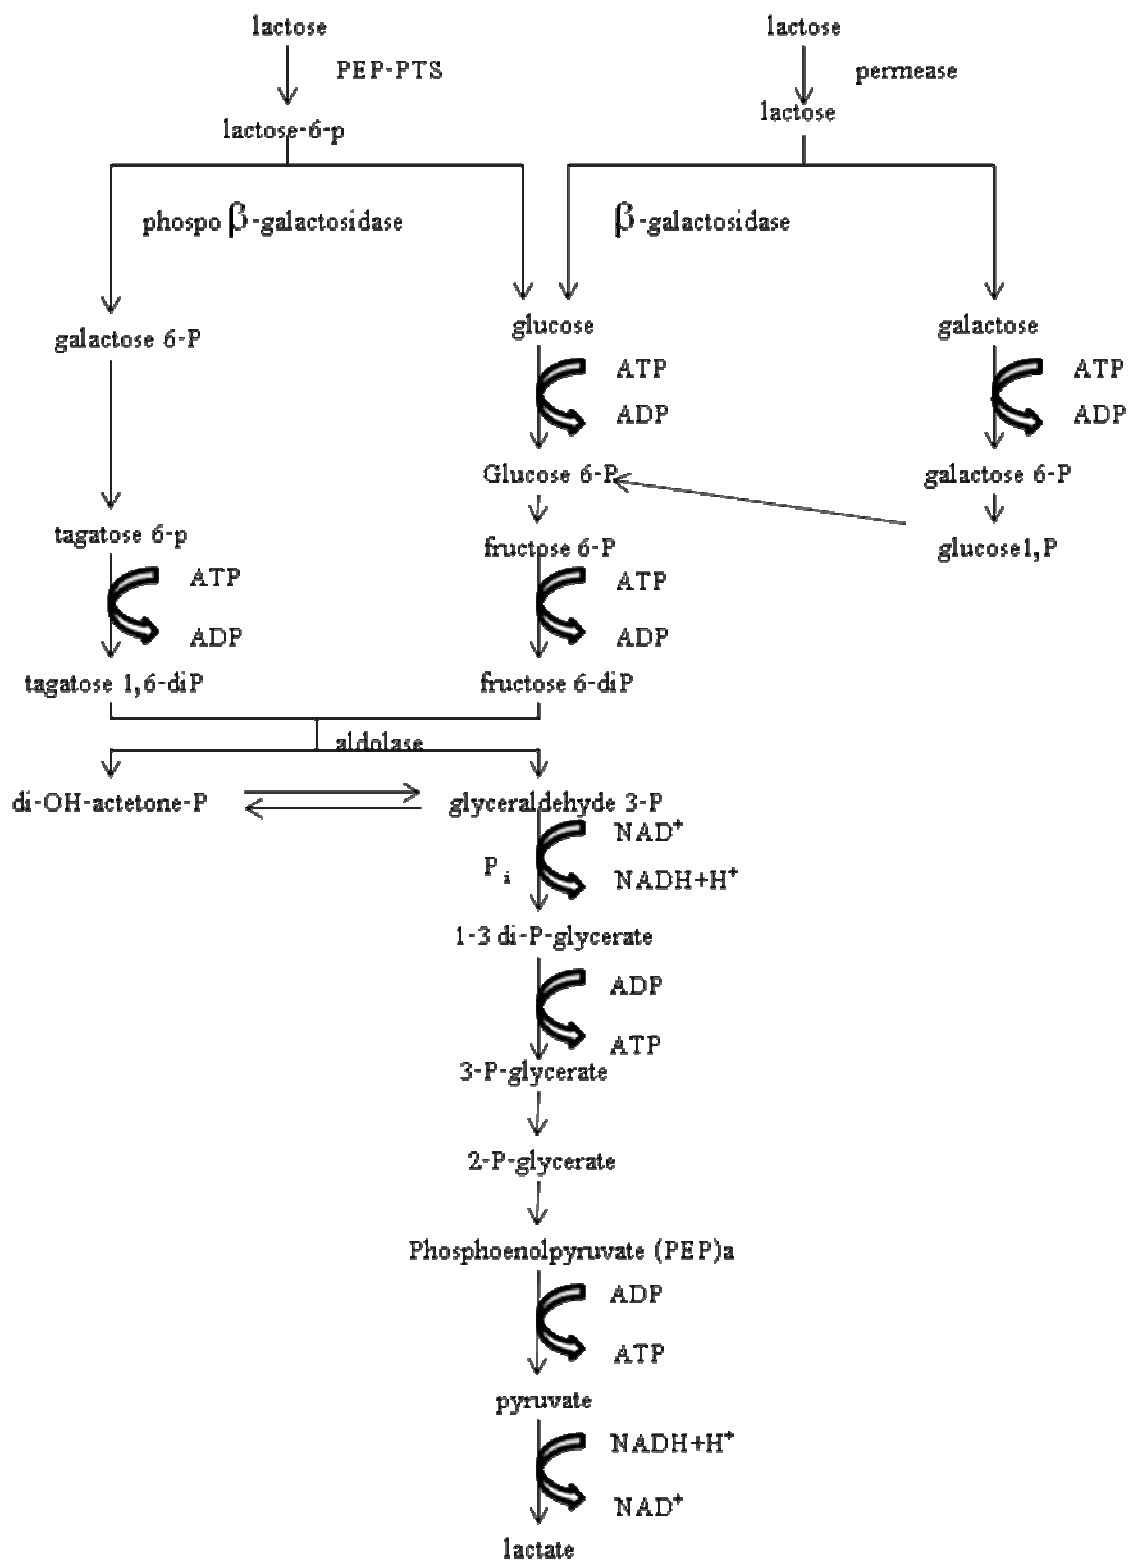 lactose
lactose
PEP-PTS
permease
lactose-6-p
lactose
phospo β-galactosidase
β-galactosidase
galactose 6-P
glucose
galactose
ATP
ADP
ATP
ADP
Glucose 6-P
galactose 6-P
tagatose 6-p
fructose 6-P
glucose1,P
ATP
ADP
ATP
ADP
tagatose 1,6-diP
fructose 6-diP
aldolase
di-OH-actetone-P
glyceraldehyde 3-P
NAD+
Pi
NADH+H+
1-3 di-P-glycerate
ADP
ATP
3-P-glycerate
2-P-glycerate
Phosphoenolpyruvate (PEP)a
ADP
ATP
pyruvate
NADH+H+
NAD+
lactate